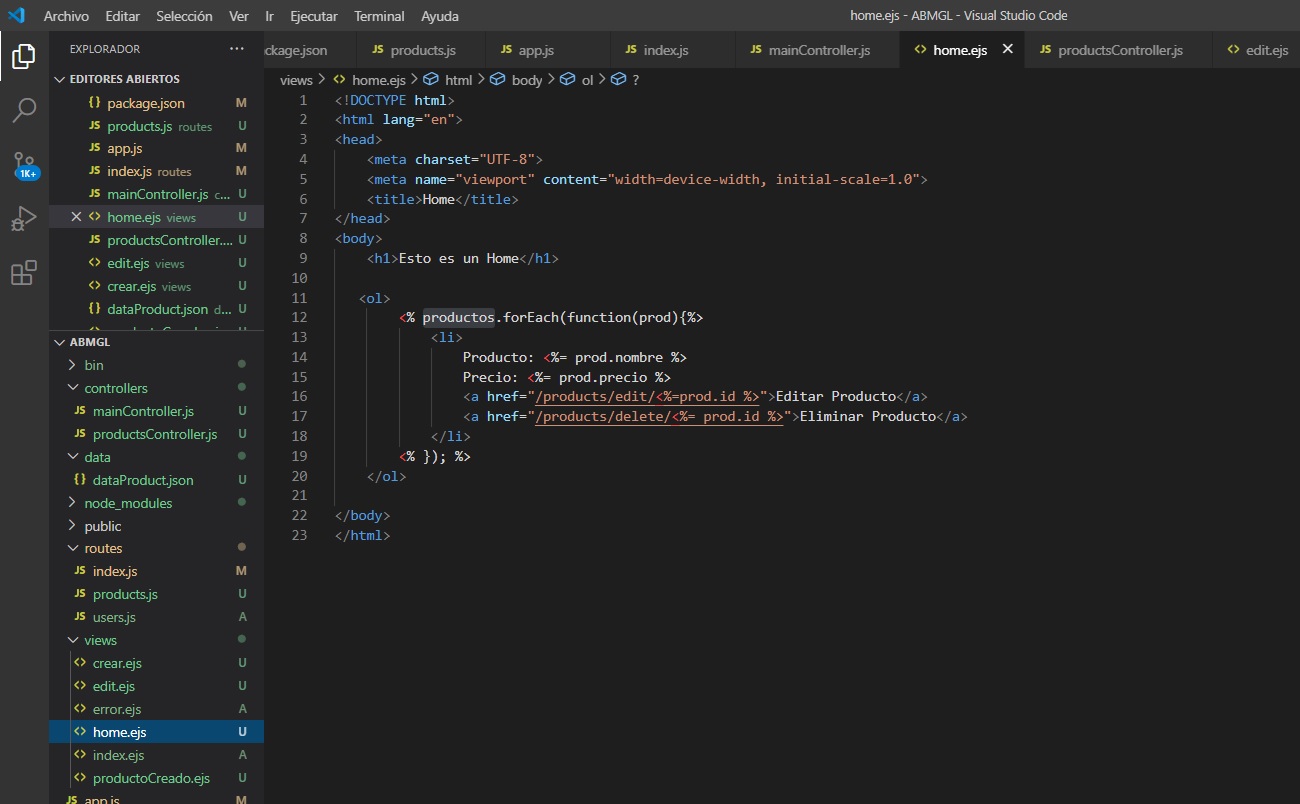 Archivo Editar Selección Ver Ir Ejecutar Terminal Ayuda home.ejs - ABMGL - Visual Studio Code
EXPLORADOR ...
ckage.json JS products.js JS app.js JS index.js JS mainController.js <> home.ejs × JS productsController.js <> edit.ejs
EDITORES ABIERTOS
{} package.json M
JS products.js routes U
JS app.js M
JS index.js routes M
JS mainController.js c... U
× <> home.ejs views U
JS productsController.... U
<> edit.ejs views U
<> crear.ejs views U
{} dataProduct.json d... U
1K+
ABMGL
> bin
controllers
JS mainController.js U
JS productsController.js U
data
{} dataProduct.json U
> node_modules
> public
routes
JS index.js M
JS products.js U
JS users.js A
views
<> crear.ejs U
<> edit.ejs U
<> error.ejs A
<> home.ejs U
<> index.ejs A
<> productoCreado.ejs U
JS app.js M
views > <> home.ejs > html > body > ol > ?
1 <!DOCTYPE html>
2 <html lang="en">
3 <head>
4 <meta charset="UTF-8">
5 <meta name="viewport" content="width=device-width, initial-scale=1.0">
6 <title>Home</title>
7 </head>
8 <body>
9 <h1>Esto es un Home</h1>
10
11 <ol>
12 <% productos.forEach(function(prod){%>
13 <li>
14 Producto: <%= prod.nombre %>
15 Precio: <%= prod.precio %>
16 <a href="/products/edit/<%=prod.id %>">Editar Producto</a>
17 <a href="/products/delete/<%= prod.id %>">Eliminar Producto</a>
18 </li>
19 <% }); %>
20 </ol>
21
22 </body>
23 </html>